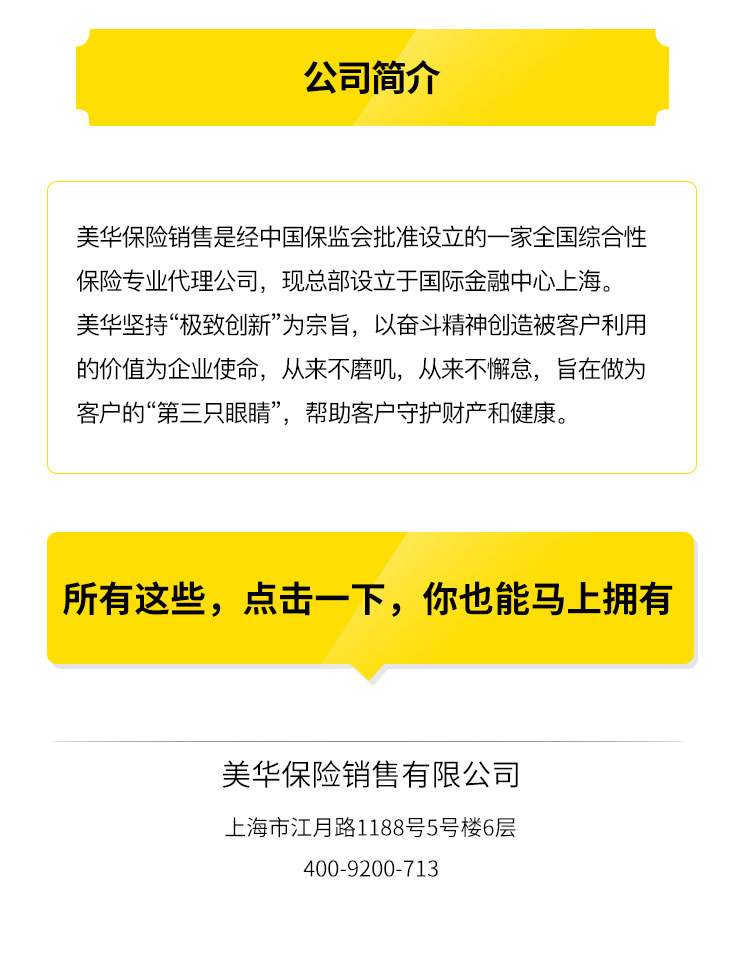 公司简介
美华保险销售是经中国保监会批准设立的一家全国综合性
保险专业代理公司，现总部设立于国际金融中心上海。
美华坚持“极致创新”为宗旨，以奋斗精神创造被客户利用
的价值为企业使命，从来不磨叽，从来不懈怠，旨在做为
客户的“第三只眼睛”，帮助客户守护财产和健康。
所有这些，点击一下，你也能马上拥有
美华保险销售有限公司
上海市江月路1188号5号楼6层
400-9200-713